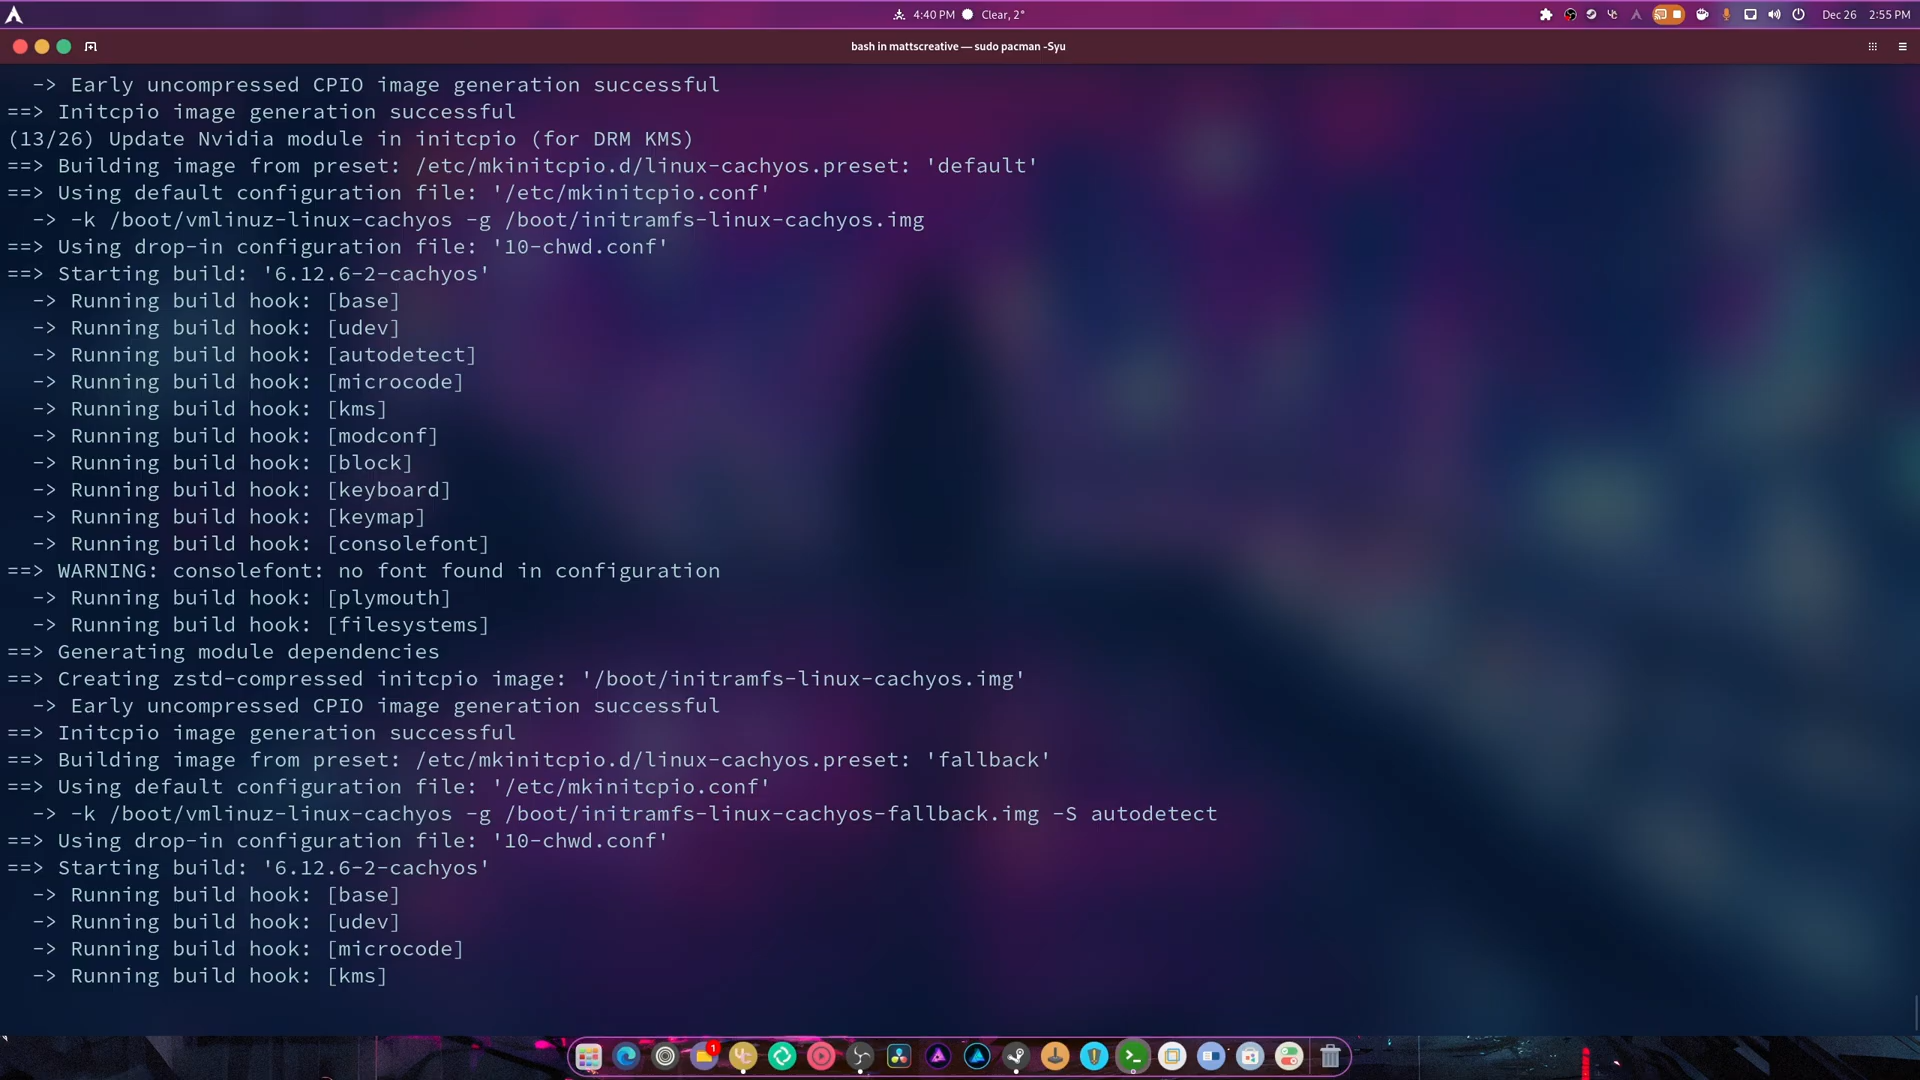 4:40 PM
Clear, 2°
Dec 26
2:55 PM
bash in mattscreative — sudo pacman -Syu
-> Early uncompressed CPIO image generation successful
==> Initcpio image generation successful
(13/26) Update Nvidia module in initcpio (for DRM KMS)
==> Building image from preset: /etc/mkinitcpio.d/linux-cachyos.preset: 'default'
==> Using default configuration file: '/etc/mkinitcpio.conf'
-> -k /boot/vmlinuz-linux-cachyos -g /boot/initramfs-linux-cachyos.img
==> Using drop-in configuration file: '10-chwd.conf'
==> Starting build: '6.12.6-2-cachyos'
-> Running build hook: [base]
-> Running build hook: [udev]
-> Running build hook: [autodetect]
-> Running build hook: [microcode]
-> Running build hook: [kms]
-> Running build hook: [modconf]
-> Running build hook: [block]
-> Running build hook: [keyboard]
-> Running build hook: [keymap]
-> Running build hook: [consolefont]
==> WARNING: consolefont: no font found in configuration
-> Running build hook: [plymouth]
-> Running build hook: [filesystems]
==> Generating module dependencies
==> Creating zstd-compressed initcpio image: '/boot/initramfs-linux-cachyos.img'
-> Early uncompressed CPIO image generation successful
==> Initcpio image generation successful
==> Building image from preset: /etc/mkinitcpio.d/linux-cachyos.preset: 'fallback'
==> Using default configuration file: '/etc/mkinitcpio.conf'
-> -k /boot/vmlinuz-linux-cachyos -g /boot/initramfs-linux-cachyos-fallback.img -S autodetect
==> Using drop-in configuration file: '10-chwd.conf'
==> Starting build: '6.12.6-2-cachyos'
-> Running build hook: [base]
-> Running build hook: [udev]
-> Running build hook: [microcode]
-> Running build hook: [kms]
1